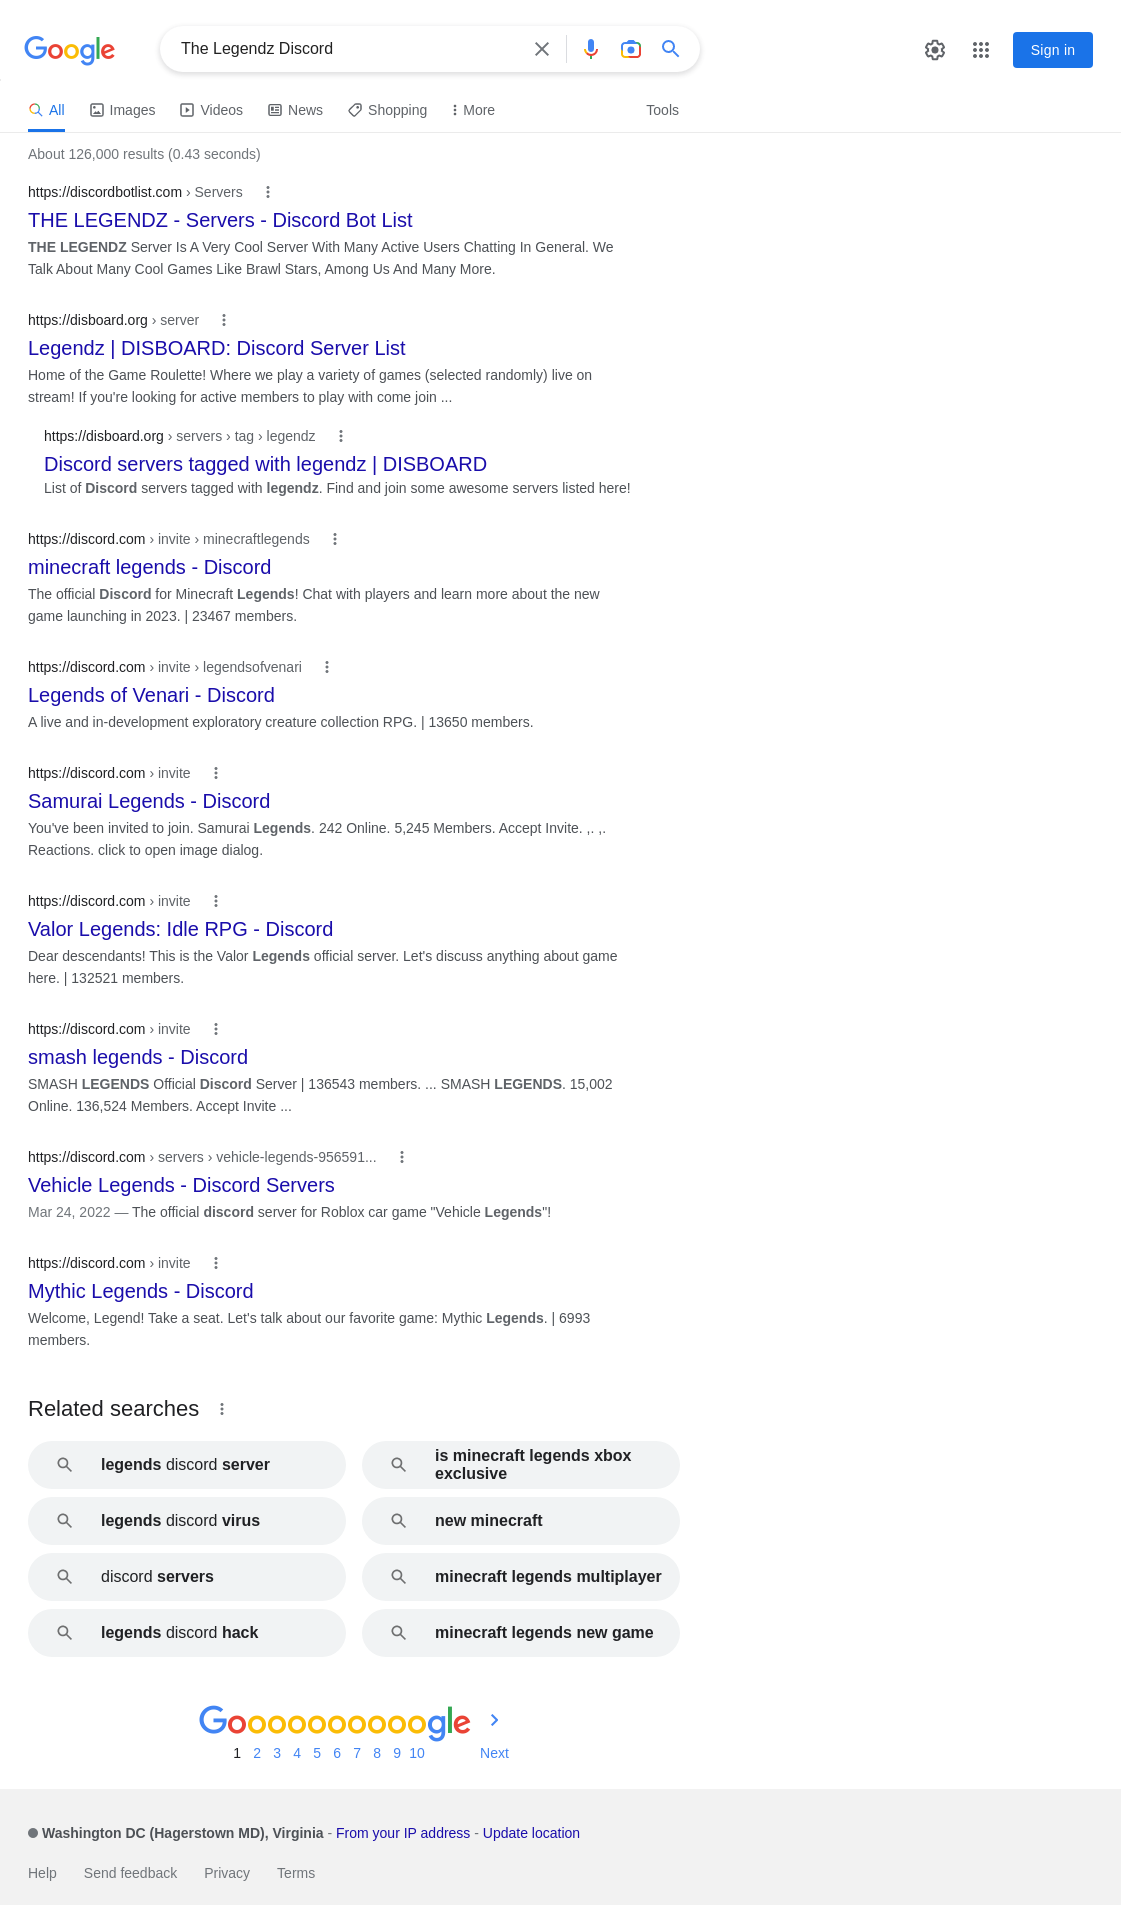 Google
The Legendz Discord
Sign in
All Images Videos News Shopping More Tools
About 126,000 results (0.43 seconds)
https://discordbotlist.com › Servers
THE LEGENDZ - Servers - Discord Bot List
THE LEGENDZ Server Is A Very Cool Server With Many Active Users Chatting In General. We
Talk About Many Cool Games Like Brawl Stars, Among Us And Many More.
https://disboard.org › server
Legendz | DISBOARD: Discord Server List
Home of the Game Roulette! Where we play a variety of games (selected randomly) live on
stream! If you're looking for active members to play with come join ...
https://disboard.org › servers › tag › legendz
Discord servers tagged with legendz | DISBOARD
List of Discord servers tagged with legendz. Find and join some awesome servers listed here!
https://discord.com › invite › minecraftlegends
minecraft legends - Discord
The official Discord for Minecraft Legends! Chat with players and learn more about the new
game launching in 2023. | 23467 members.
https://discord.com › invite › legendsofvenari
Legends of Venari - Discord
A live and in-development exploratory creature collection RPG. | 13650 members.
https://discord.com › invite
Samurai Legends - Discord
You've been invited to join. Samurai Legends. 242 Online. 5,245 Members. Accept Invite. ,. ,.
Reactions. click to open image dialog.
https://discord.com › invite
Valor Legends: Idle RPG - Discord
Dear descendants! This is the Valor Legends official server. Let's discuss anything about game
here. | 132521 members.
https://discord.com › invite
smash legends - Discord
SMASH LEGENDS Official Discord Server | 136543 members. ... SMASH LEGENDS. 15,002
Online. 136,524 Members. Accept Invite ...
https://discord.com › servers › vehicle-legends-956591...
Vehicle Legends - Discord Servers
Mar 24, 2022 — The official discord server for Roblox car game "Vehicle Legends"!
https://discord.com › invite
Mythic Legends - Discord
Welcome, Legend! Take a seat. Let's talk about our favorite game: Mythic Legends. | 6993
members.
Related searches
legends discord server
is minecraft legends xbox
exclusive
legends discord virus
new minecraft
discord servers
minecraft legends multiplayer
legends discord hack
minecraft legends new game
Goooooooooogle
1 2 3 4 5 6 7 8 9 10 Next
Washington DC (Hagerstown MD), Virginia - From your IP address - Update location
Help Send feedback Privacy Terms